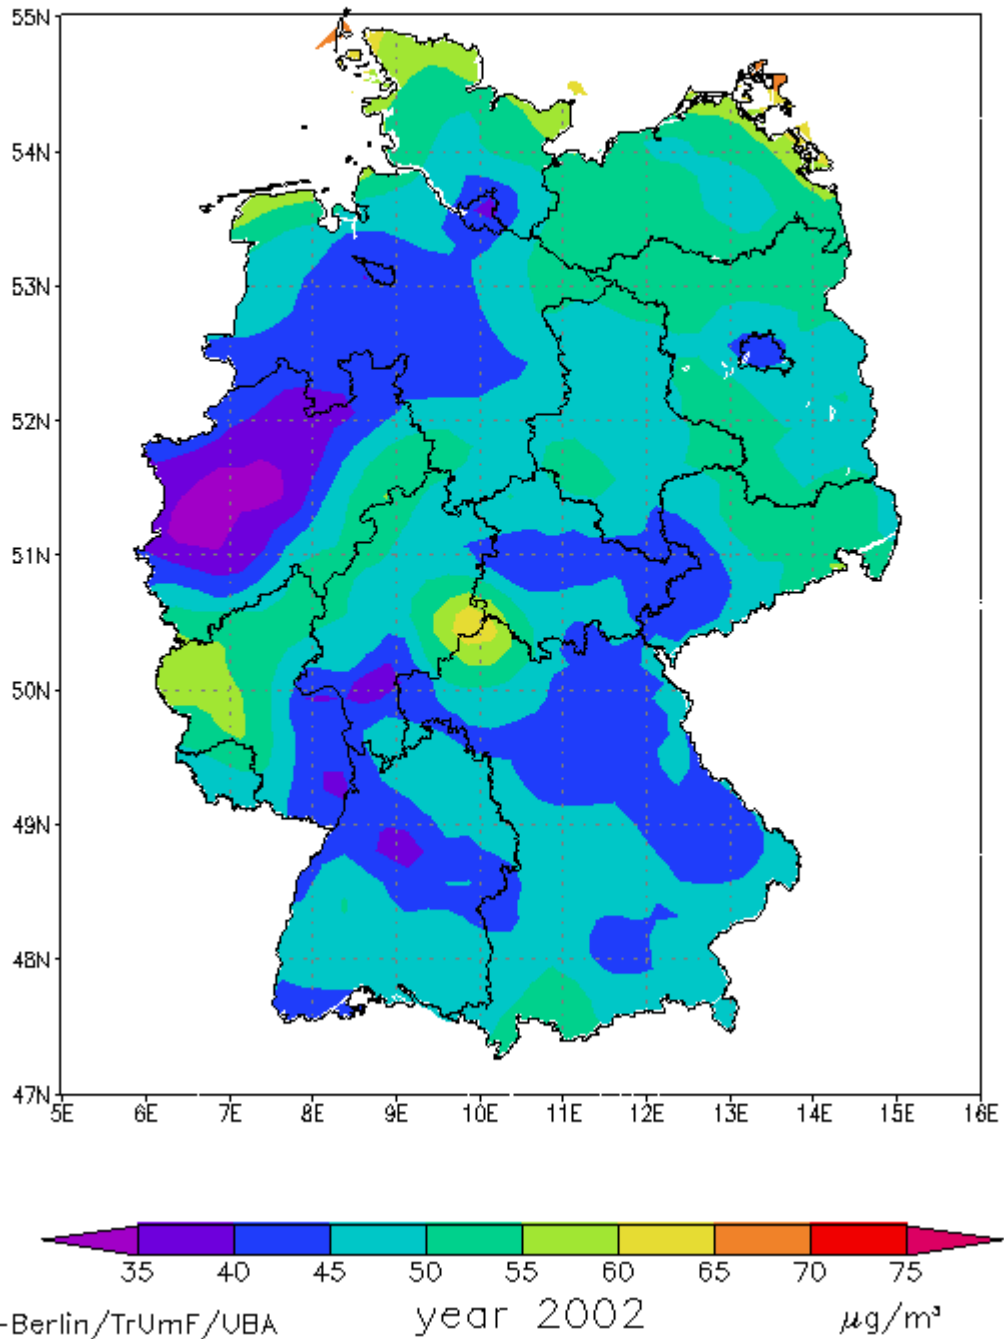 55N
54N
53N
52N
51N
50N
49N
48N
47N
5E 6E 7E 8E 9E 10E 11E 12E 13E 14E 15E 16E
35 40 45 50 55 60 65 70 75
-Berlin/TrUmF/UBA year 2002 μg/m³